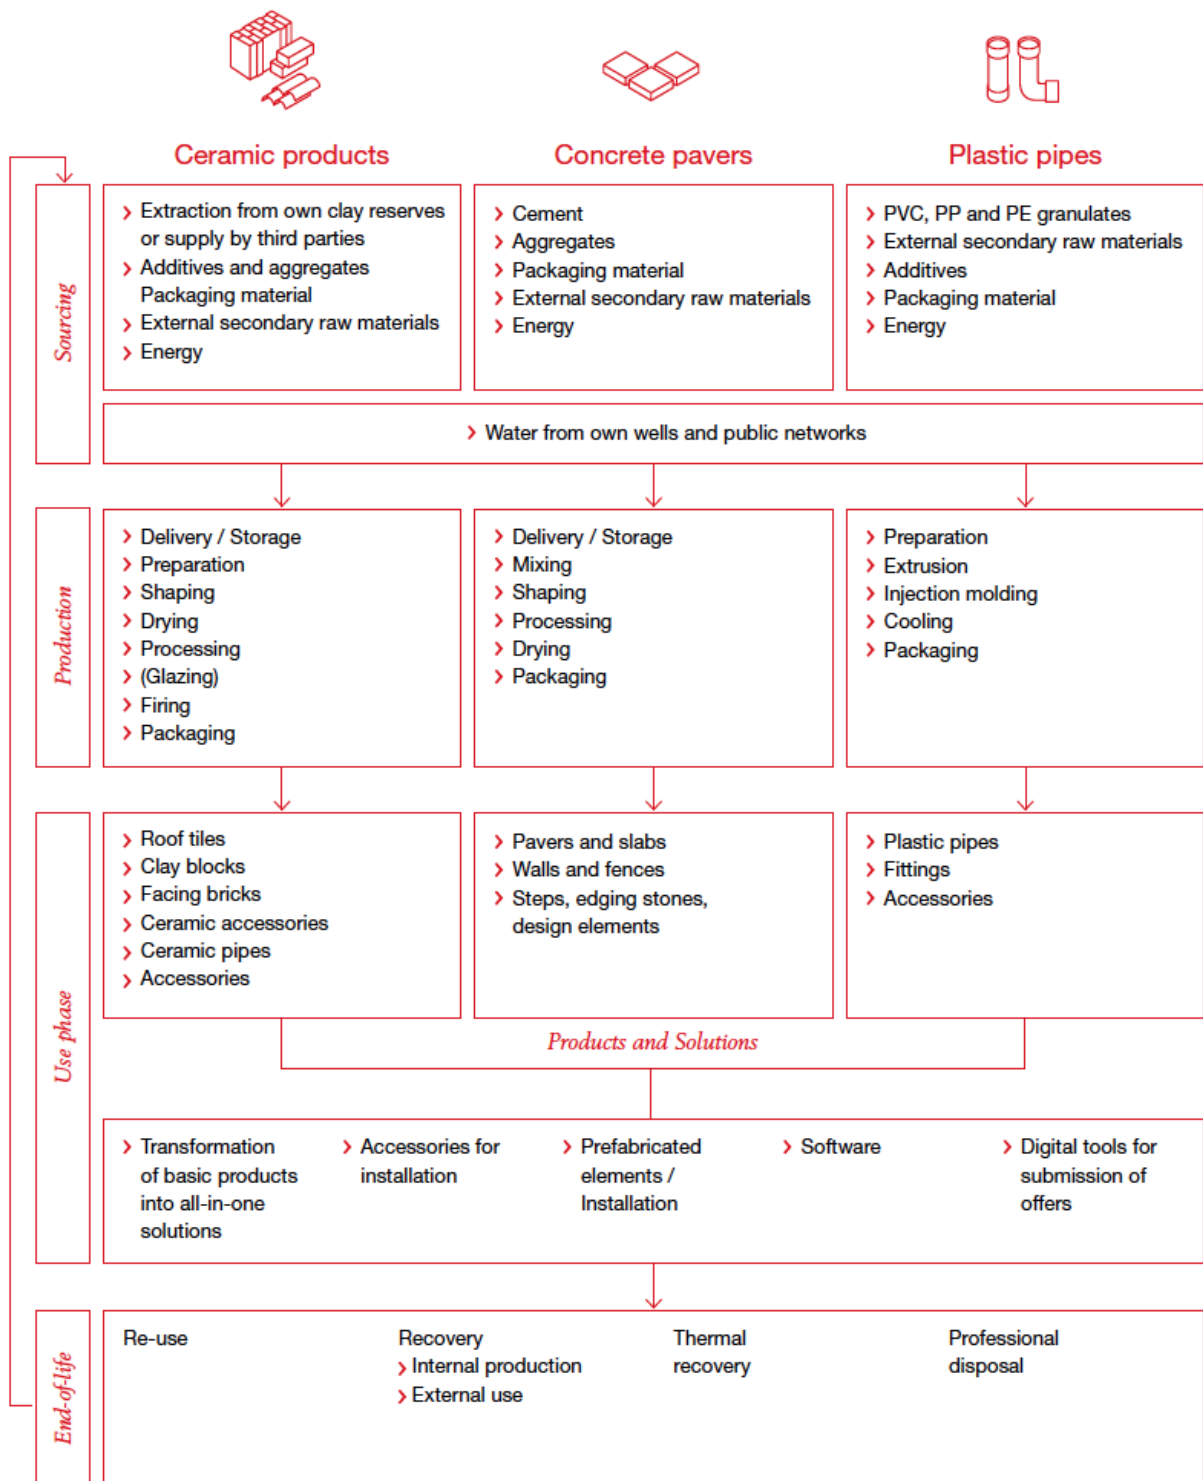 Ceramic products
Concrete pavers
Plastic pipes
Sourcing
Extraction from own clay reserves
or supply by third parties
Additives and aggregates
Packaging material
External secondary raw materials
Energy
Cement
Aggregates
Packaging material
External secondary raw materials
Energy
PVC, PP and PE granulates
External secondary raw materials
Additives
Packaging material
Energy
Water from own wells and public networks
Production
Delivery / Storage
Preparation
Shaping
Drying
Processing
(Glazing)
Firing
Packaging
Delivery / Storage
Mixing
Shaping
Processing
Drying
Packaging
Preparation
Extrusion
Injection molding
Cooling
Packaging
Use phase
Roof tiles
Clay blocks
Facing bricks
Ceramic accessories
Ceramic pipes
Accessories
Pavers and slabs
Walls and fences
Steps, edging stones,
design elements
Plastic pipes
Fittings
Accessories
Products and Solutions
Transformation
of basic products
into all-in-one
solutions
Accessories for
installation
Prefabricated
elements /
Installation
Software
Digital tools for
submission of
offers
End-of-life
Re-use
Recovery
Internal production
External use
Thermal
recovery
Professional
disposal